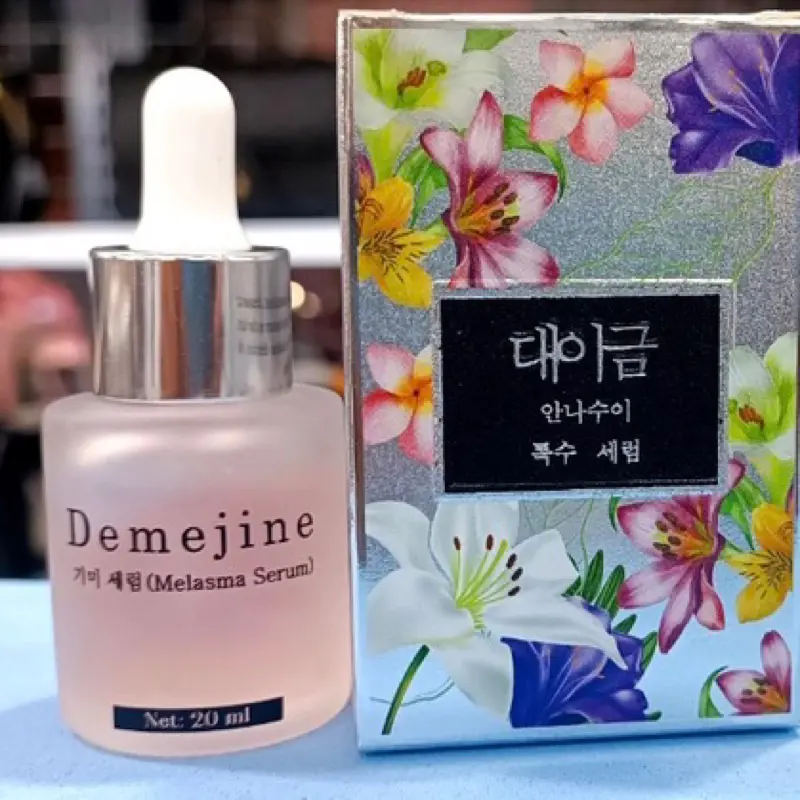 Demejine
기미 세럼(Melasma Serum)
Net: 20 ml
대이금
안나수이
폭수 세럼